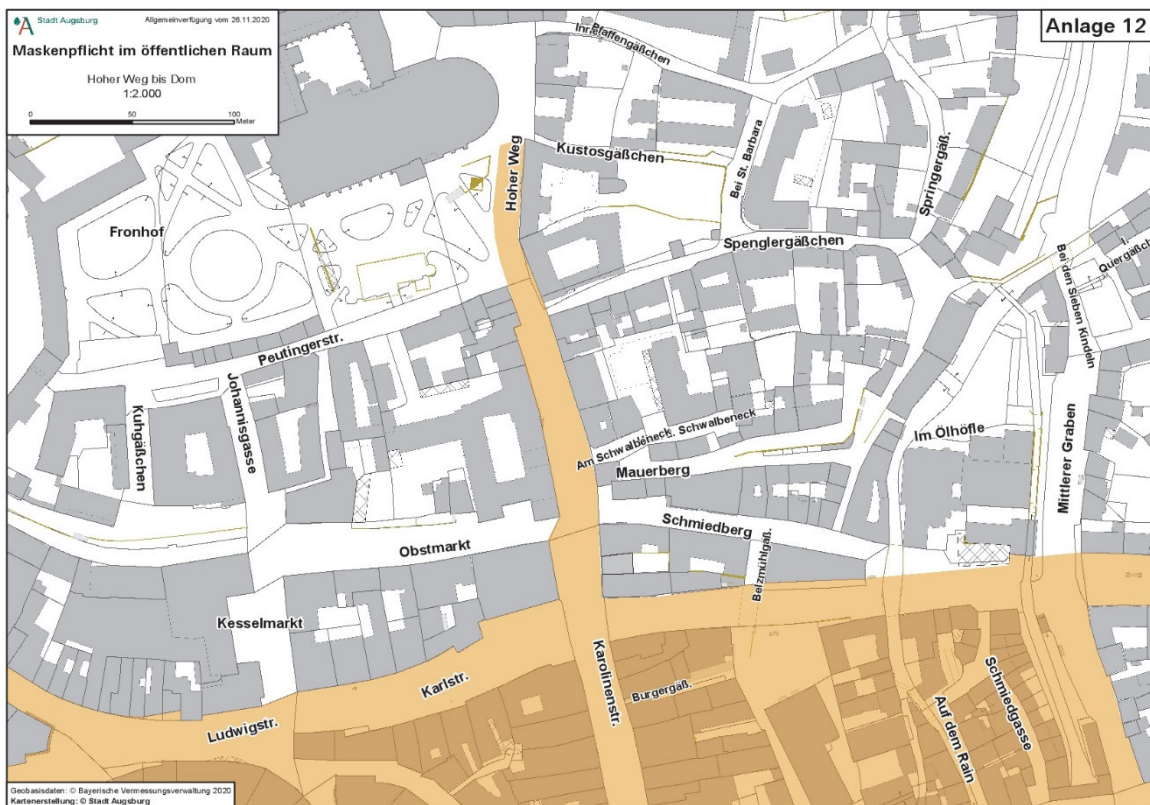 Stadt Augsburg
Allgemeinverfügung vom 28.11.2020
Maskenpflicht im öffentlichen Raum
Hoher Weg bis Dom
1:2.000
0 50 100
Meter
Anlage 12
Pfaffengäßchen
Hoher Weg
Kustosgäßchen
Bei St. Barbara
Springergäß.
Fronhof
Spenglergäßchen
Quergäßch
Bei den Sieben Kindeln
Peutingerstr.
Johannisgasse
Kuhgäßchen
Am Schwalbeneck
Schwalbeneck
Im Ölhöfle
Mauerberg
Mittlerer Graben
Schmiedberg
Obstmarkt
Belzmühlgäß.
Kesselmarkt
Karolinenstr.
Karlstr.
Burgergäß.
Schmiedgasse
Ludwigstr.
Auf dem Rain
Geobasisdaten: © Bayerische Vermessungsverwaltung 2020
Kartenerstellung: © Stadt Augsburg